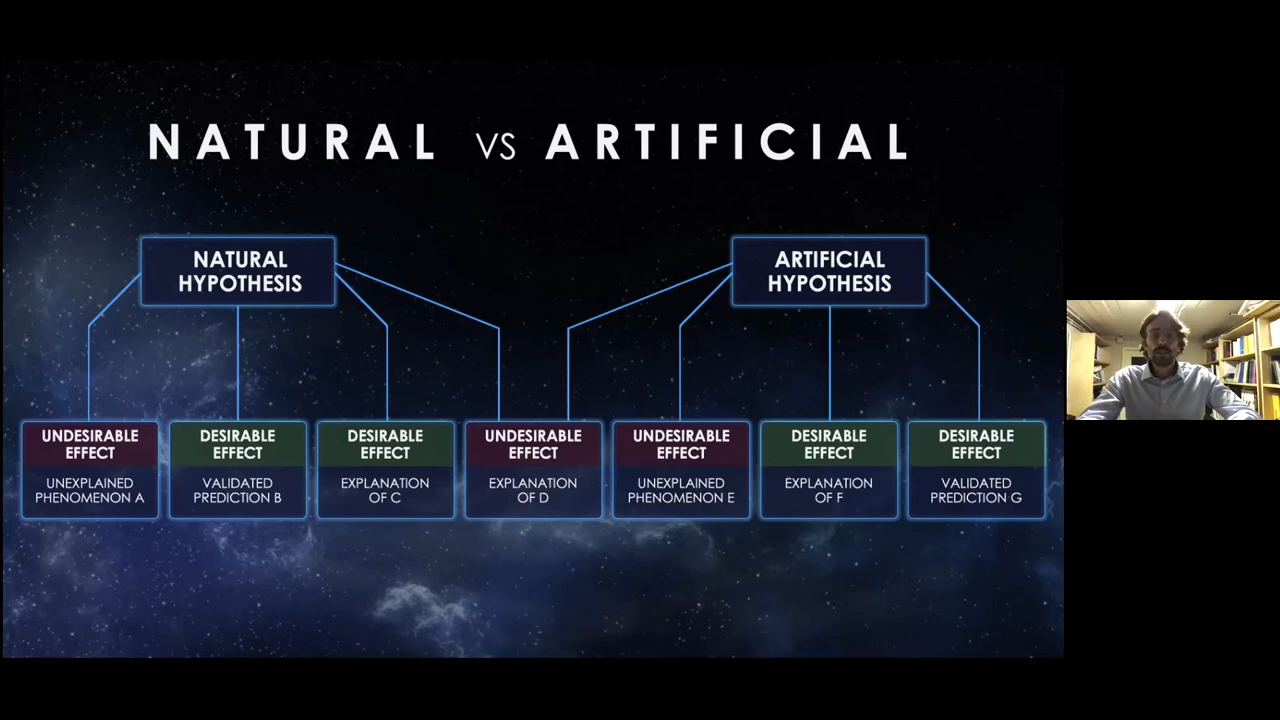 NATURAL VS ARTIFICIAL
NATURAL
HYPOTHESIS
ARTIFICIAL
HYPOTHESIS
UNDESIRABLE
EFFECT
UNEXPLAINED
PHENOMENON A
DESIRABLE
EFFECT
VALIDATED
PREDICTION B
DESIRABLE
EFFECT
EXPLANATION
OF C
UNDESIRABLE
EFFECT
EXPLANATION
OF D
UNDESIRABLE
EFFECT
UNEXPLAINED
PHENOMENON E
DESIRABLE
EFFECT
EXPLANATION
OF F
DESIRABLE
EFFECT
VALIDATED
PREDICTION G